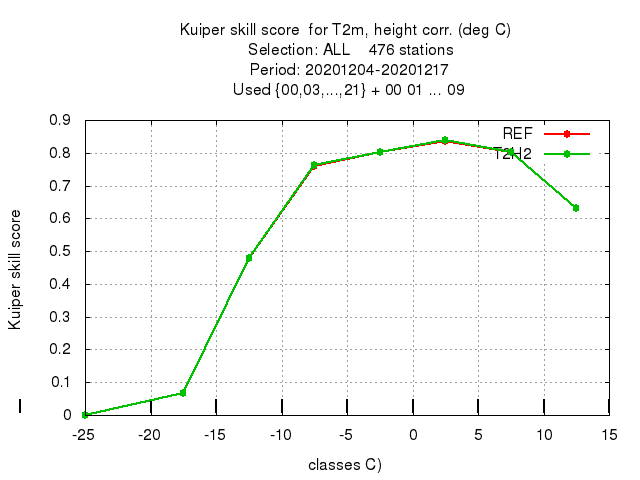 Kuiper skill score for T2m, height corr. (deg C)
Selection: ALL 476 stations
Period: 20201204-20201217
Used {00,03,...,21} + 00 01 ... 09
REF
T2H2
Kuiper skill score
0.9
0.8
0.7
0.6
0.5
0.4
0.3
0.2
0.1
0
-25 -20 -15 -10 -5 0 5 10 15
classes C)